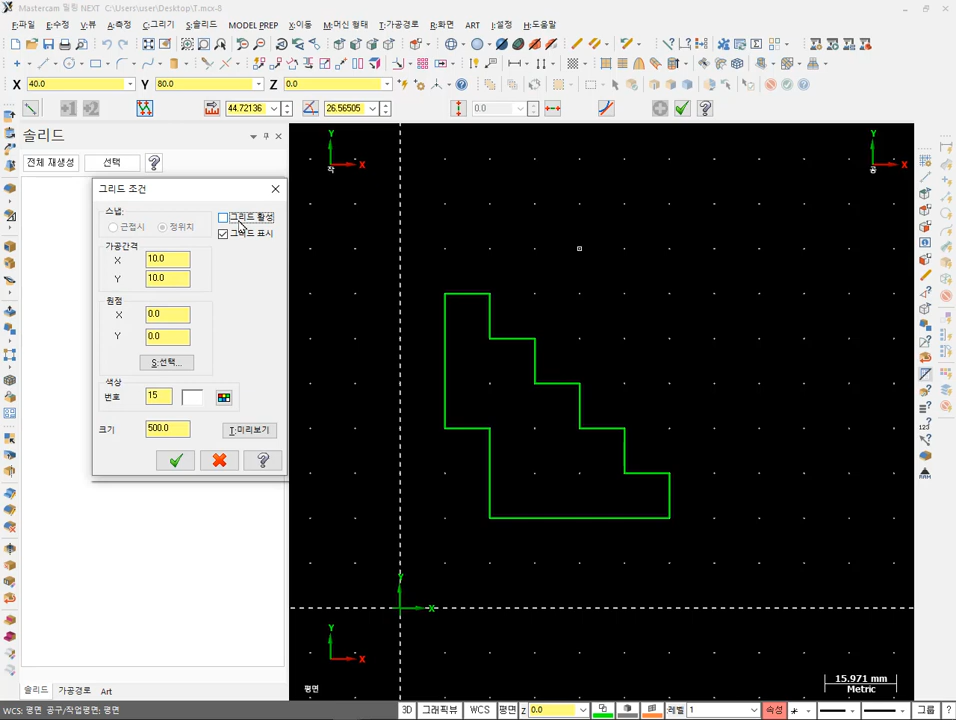 Mastercam 밀링 NEXT C:\Users\user\Desktop\T.mcx-8
F:파일 E:수정 V:뷰 A:측정 C:그리기 S:솔리드 MODEL PREP X:이동 M:머신 형태 T:가공경로 R:화면 ART I:설정 H:도움말
X 40.0 Y 80.0 Z 0.0
44.72136 26.56505 0.0
솔리드
전체 재생성 선택
그리드 조건
스냅;
근접시 정위치
그리드 활성
그리드 표시
가공간격
X 10.0
Y 10.0
원점
X 0.0
Y 0.0
S:선택...
색상
번호 15
크기 500.0 T:미리보기
Y
X
작
Y
X
공
Y
X
Y
X
평면
15.971 mm
Metric
솔리드 가공경로 Art
WCS: 평면 공구/작업평면: 평면
3D 그래픽뷰 WCS 평면 Z 0.0 레벨 1 속성 그룹 ?